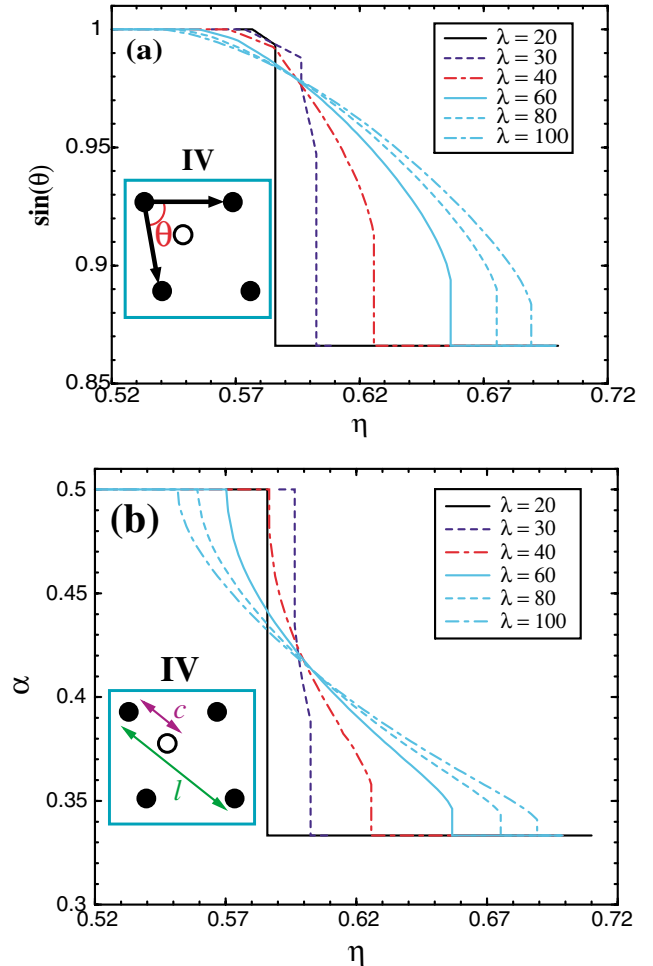 (a)
1
0.95
0.9
0.85
sin(θ)
λ = 20
λ = 30
λ = 40
λ = 60
λ = 80
λ = 100
IV
θ
0.52 0.57 0.62 0.67 0.72
η
(b)
0.5
0.45
0.4
0.35
0.3
α
λ = 20
λ = 30
λ = 40
λ = 60
λ = 80
λ = 100
IV
c
l
0.52 0.57 0.62 0.67 0.72
η